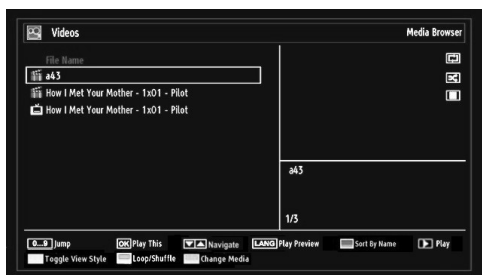 Videos Media Browser
File Name
a43
How I Met Your Mother - 1x01 - Pilot
How I Met Your Mother - 1x01 - Pilot
a43
1/3
0...9 Jump OK Play This Navigate LANG Play Preview Sort By Name Play
Toggle View Style Loop/Shuffle Change Media